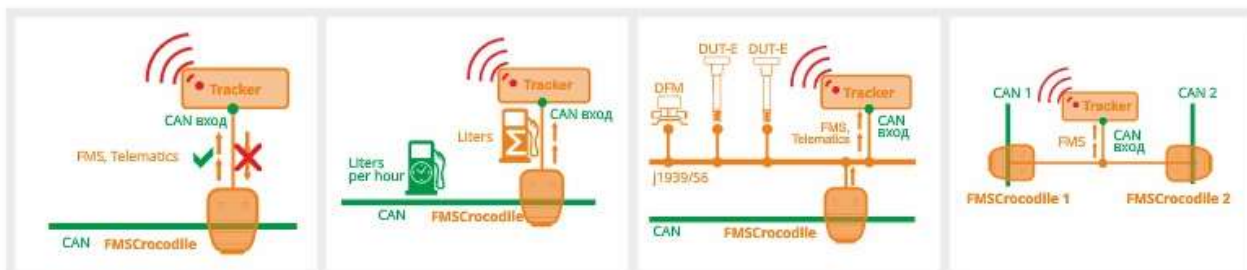 Tracker
CAN вход
FMS, Telematics
CAN
FMSCrocodile
Tracker
CAN вход
Liters
Σ
Liters
per hour
CAN
FMSCrocodile
DUT-E
DUT-E
DFM
Tracker
FMS,
Telematics
CAN
вход
j1939/S6
CAN
FMSCrocodile
CAN 1
CAN 2
Tracker
FMS
CAN
вход
FMSCrocodile 1
FMSCrocodile 2